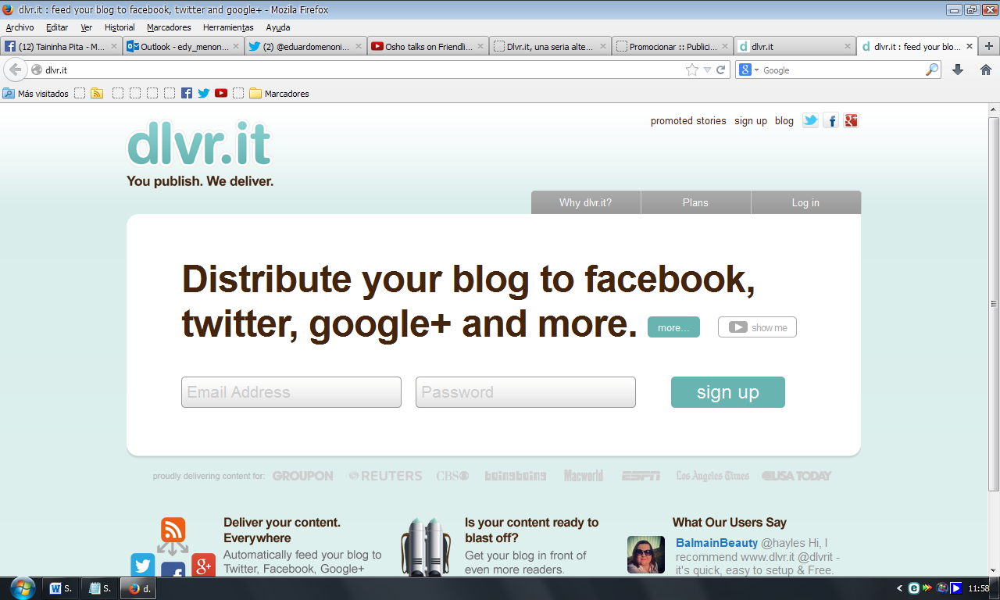 dlvr.it : feed your blog to facebook, twitter and google+ - Mozilla Firefox
Archivo Editar Ver Historial Marcadores Herramientas Ayuda
(12) Taininha Pita - M... Outlook - edy_menon... (2) @eduardomenoni... Osho talks on Friendli... Dlvr.it, una seria alte... Promocionar :: Publici... dlvr.it dlvr.it : feed your blo...
dlvr.it Google
Más visitados Marcadores
promoted stories sign up blog
dlvr.it
You publish. We deliver.
Why dlvr.it? Plans Log in
Distribute your blog to facebook,
twitter, google+ and more. more... show me
Email Address Password sign up
proudly delivering content for: GROUPON REUTERS CBS boingboing Macworld ESPN Los Angeles Times USA TODAY
Deliver your content.
Everywhere
Automatically feed your blog to
Twitter, Facebook, Google+
Is your content ready to
blast off?
Get your blog in front of
even more readers.
What Our Users Say
BalmainBeauty @hayles Hi, I
recommend www.dlvr.it @dlvrit -
it's quick, easy to setup & Free.
S. S. d. 11:58